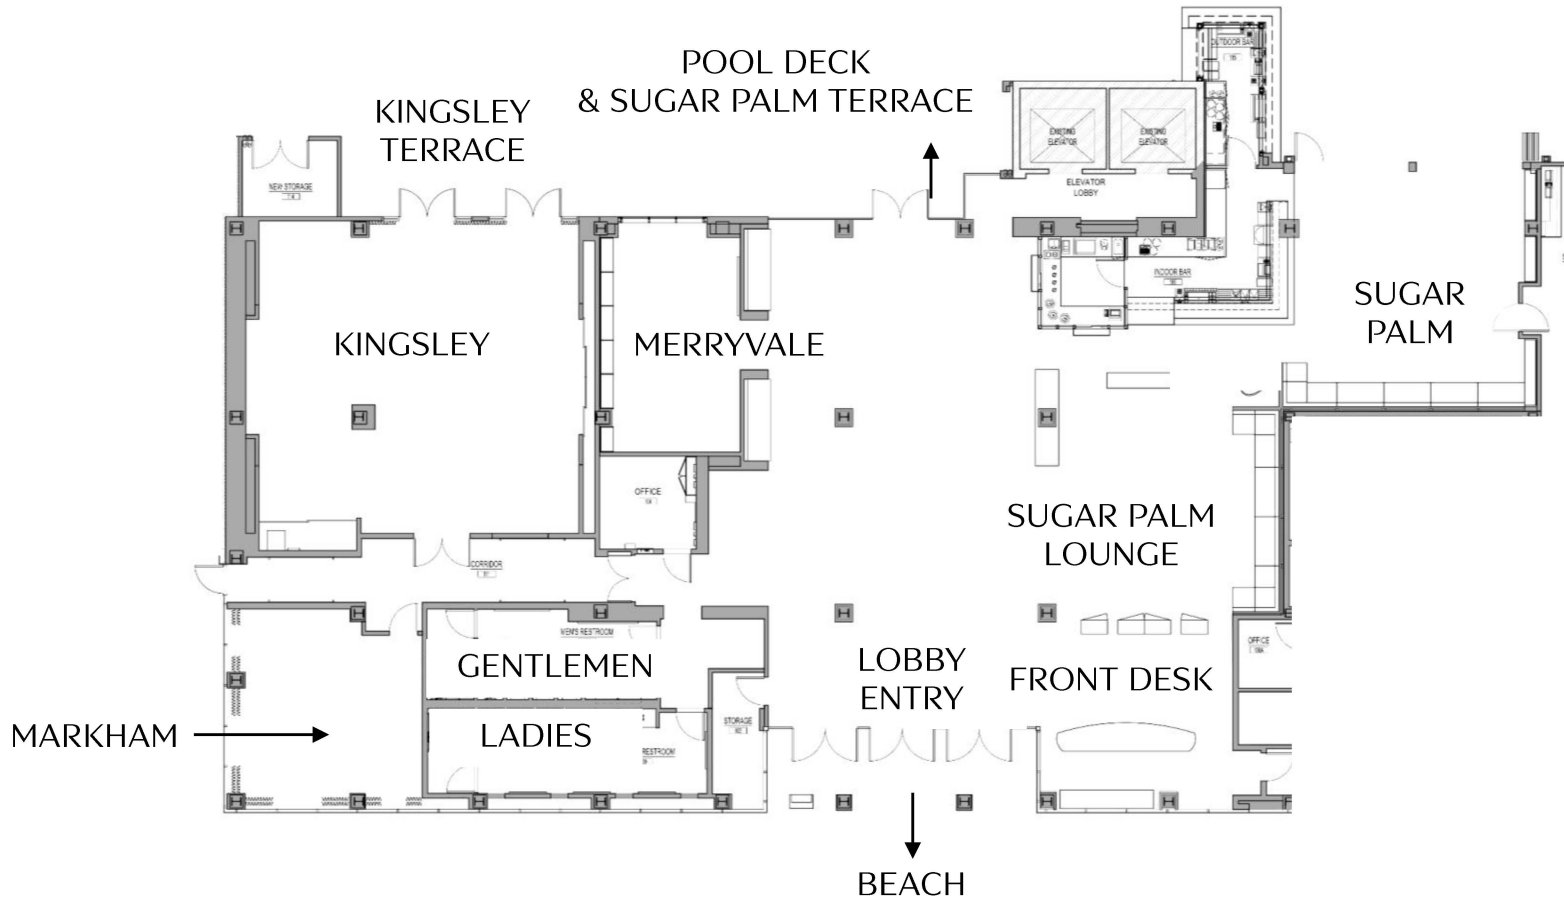 OUTDOOR BAR
POOL DECK
& SUGAR PALM TERRACE
KINGSLEY
TERRACE
EXISTING
ELEVATOR
EXISTING
ELEVATOR
NEW STORAGE
ELEVATOR
LOBBY
INDOOR BAR
SUGAR
PALM
KINGSLEY
MERRYVALE
OFFICE
SUGAR PALM
LOUNGE
CORRIDOR
MEN'S RESTROOM
OFFICE
GENTLEMEN
LOBBY
ENTRY
FRONT DESK
MARKHAM
LADIES
STORAGE
RESTROOM
BEACH